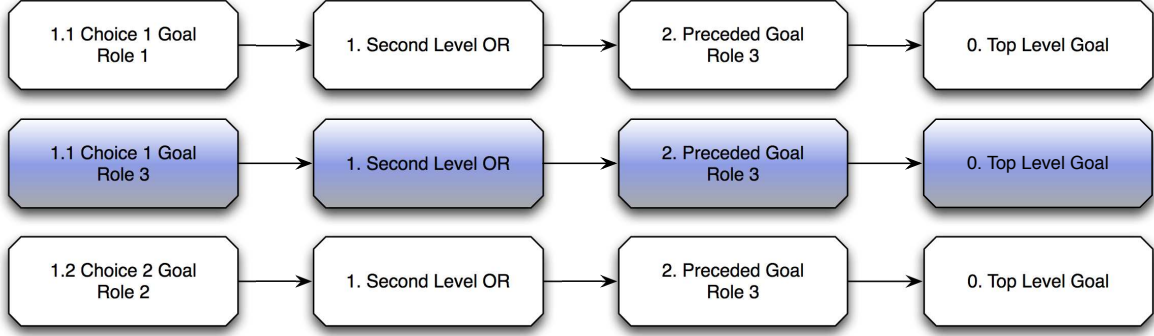 1.1 Choice 1 Goal
Role 1
1. Second Level OR
2. Preceded Goal
Role 3
0. Top Level Goal
1.1 Choice 1 Goal
Role 3
1. Second Level OR
2. Preceded Goal
Role 3
0. Top Level Goal
1.2 Choice 2 Goal
Role 2
1. Second Level OR
2. Preceded Goal
Role 3
0. Top Level Goal